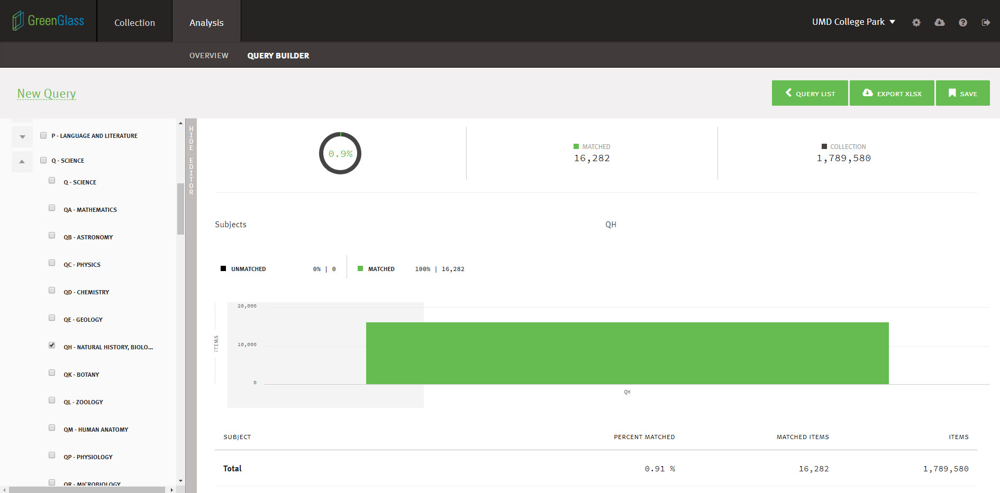 GreenGlass
Collection
Analysis
UMD College Park
OVERVIEW
QUERY BUILDER
New Query
QUERY LIST
EXPORT XLSX
SAVE
P - LANGUAGE AND LITERATURE
Q - SCIENCE
Q - SCIENCE
QA - MATHEMATICS
QB - ASTRONOMY
QC - PHYSICS
QD - CHEMISTRY
QE - GEOLOGY
QH - NATURAL HISTORY, BIOLO...
QK - BOTANY
QL - ZOOLOGY
QM - HUMAN ANATOMY
QP - PHYSIOLOGY
QR - MICROBIOLOGY
HIDE EDITOR
0.9%
MATCHED
16,282
COLLECTION
1,789,580
Subjects
QH
UNMATCHED 0% | 0
MATCHED 100% | 16,282
20,000
10,000
0
ITEMS
QH
SUBJECT PERCENT MATCHED MATCHED ITEMS ITEMS
Total 0.91 % 16,282 1,789,580